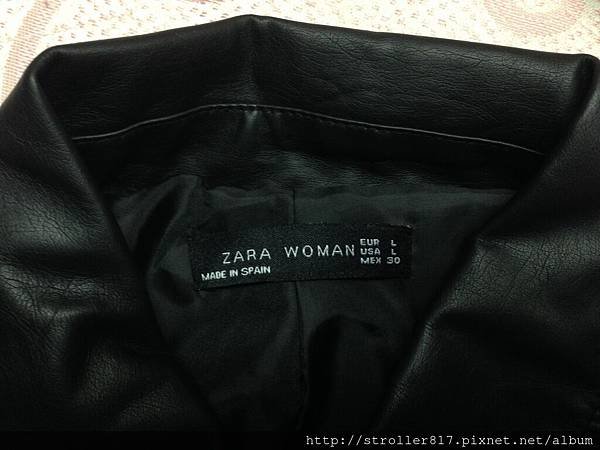 ZARA WOMAN
EUR L
USA L
MEX 30
MADE IN SPAIN
http://stroller817.pixnet.net/album